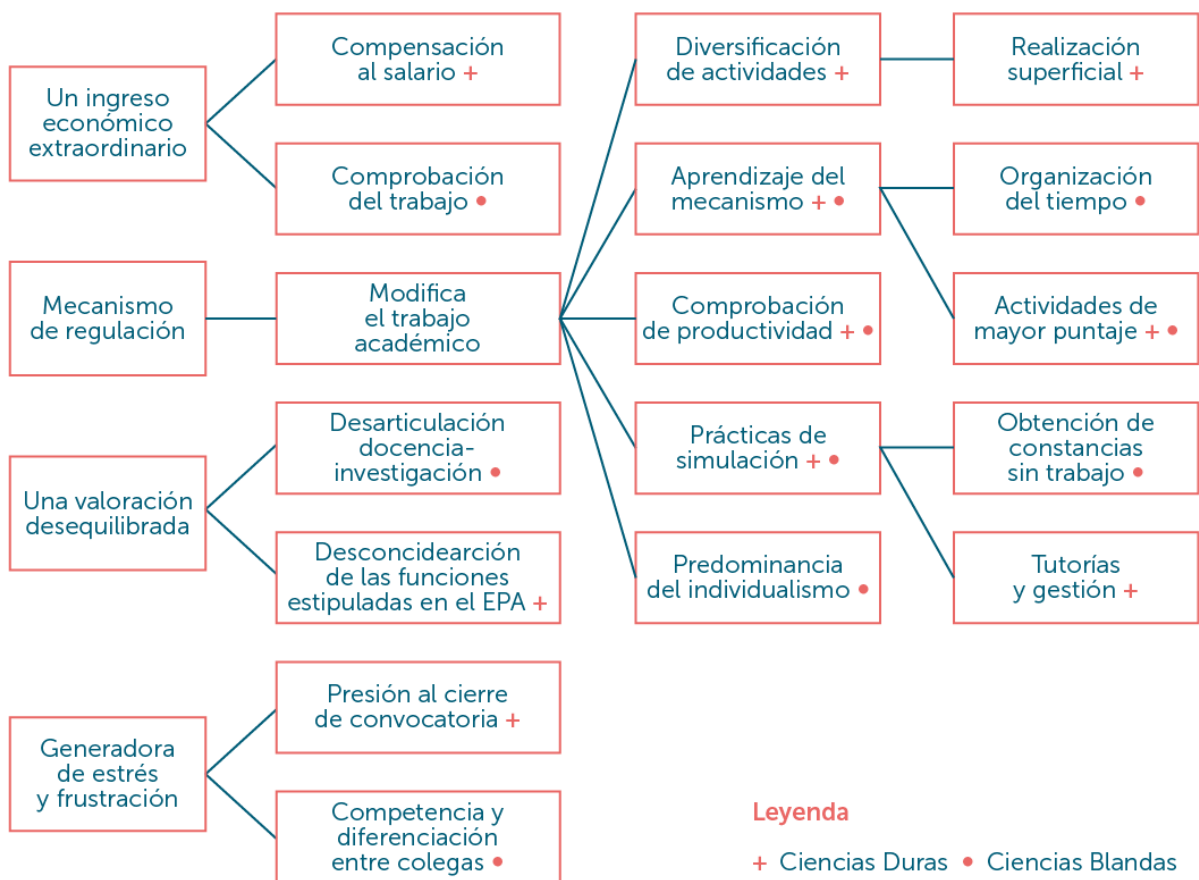 Un ingreso
económico
extraordinario
Compensación
al salario +
Comprobación
del trabajo •
Mecanismo
de regulación
Modifica
el trabajo
académico
Diversificación
de actividades +
Realización
superficial +
Aprendizaje del
mecanismo + •
Organización
del tiempo •
Actividades de
mayor puntaje + •
Comprobación
de productividad + •
Prácticas de
simulación + •
Obtención de
constancias
sin trabajo •
Tutorías
y gestión +
Predominancia
del individualismo •
Una valoración
desequilibrada
Desarticulación
docencia-
investigación •
Desconcidearción
de las funciones
estipuladas en el EPA +
Generadora
de estrés
y frustración
Presión al cierre
de convocatoria +
Competencia y
diferenciación
entre colegas •
Leyenda
+ Ciencias Duras • Ciencias Blandas